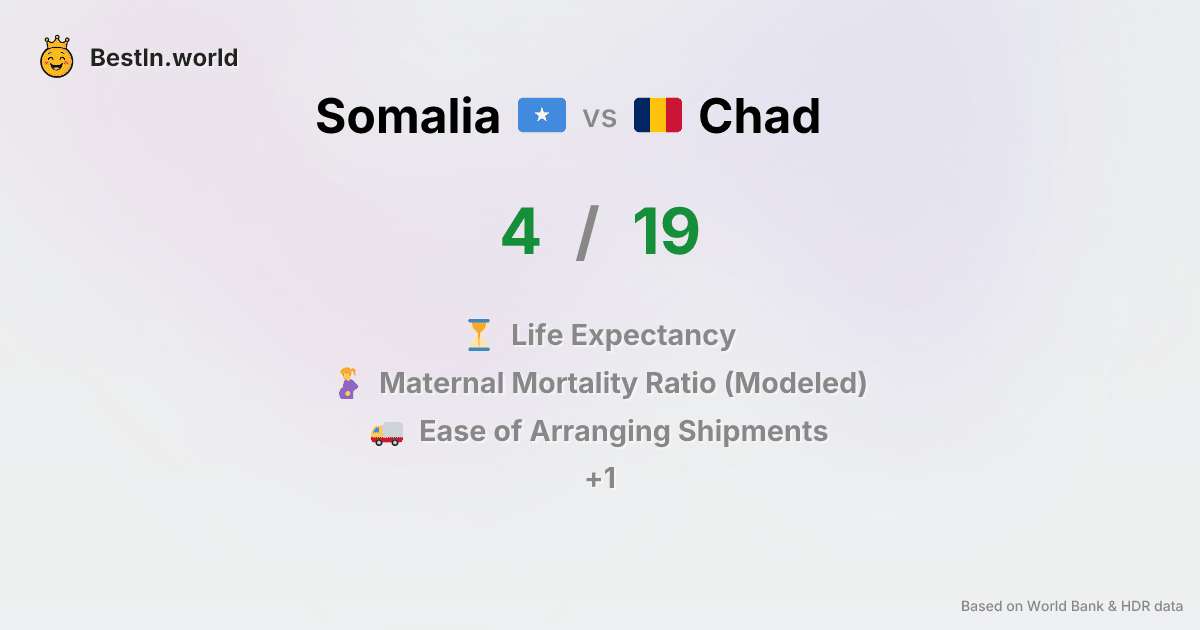 BestIn.world
Somalia vs Chad
4 / 19
Life Expectancy
Maternal Mortality Ratio (Modeled)
Ease of Arranging Shipments
+1
Based on World Bank & HDR data